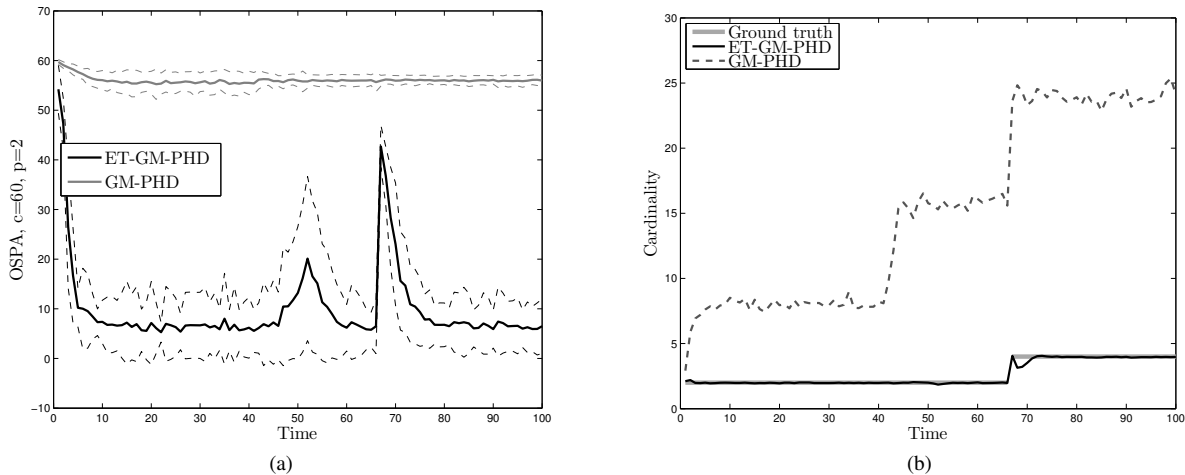 70
60
50
40
30
20
10
0
−10
OSPA, c=60, p=2
ET-GM-PHD
GM-PHD
0 10 20 30 40 50 60 70 80 90 100
Time
(a)
30
25
20
15
10
5
0
Cardinality
Ground truth
ET-GM-PHD
GM-PHD
0 10 20 30 40 50 60 70 80 90 100
Time
(b)